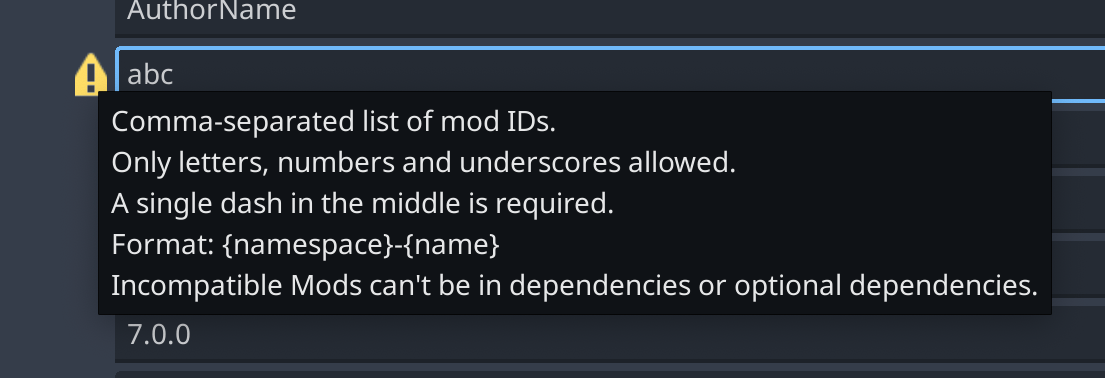 AuthorName
abc
Comma-separated list of mod IDs.
Only letters, numbers and underscores allowed.
A single dash in the middle is required.
Format: {namespace}-{name}
Incompatible Mods can't be in dependencies or optional dependencies.
7.0.0